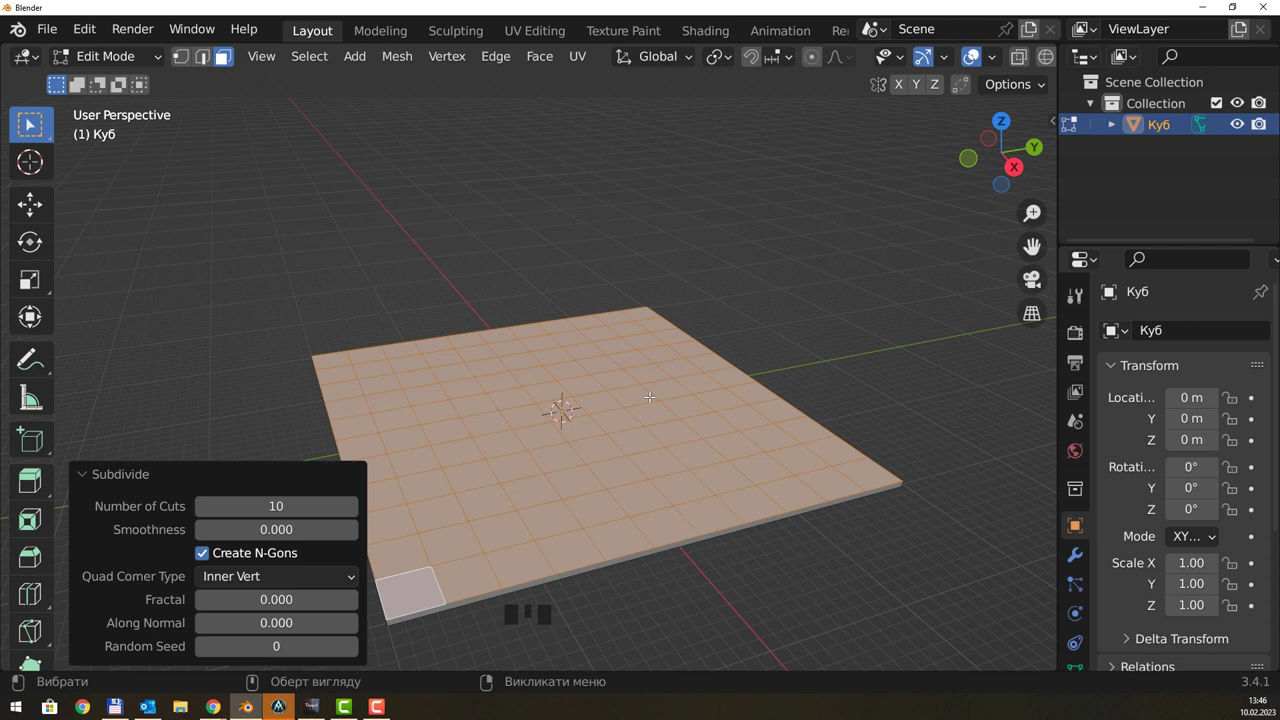 Blender
File Edit Render Window Help Layout Modeling Sculpting UV Editing Texture Paint Shading Animation Re Scene ViewLayer
Edit Mode View Select Add Mesh Vertex Edge Face UV Global
X Y Z Options
User Perspective
(1) Куб
Z
Y
X
Scene Collection
Collection
Куб
Куб
Куб
Transform
Locati... 0 m
Y 0 m
Z 0 m
Rotati... 0°
Y 0°
Z 0°
Mode XY...
Scale X 1.00
Y 1.00
Z 1.00
Delta Transform
Relations
Subdivide
Number of Cuts 10
Smoothness 0.000
Create N-Gons
Quad Corner Type Inner Vert
Fractal 0.000
Along Normal 0.000
Random Seed 0
Вибрати Оберт вигляду Викликати меню 3.4.1
13:46
10.02.2023